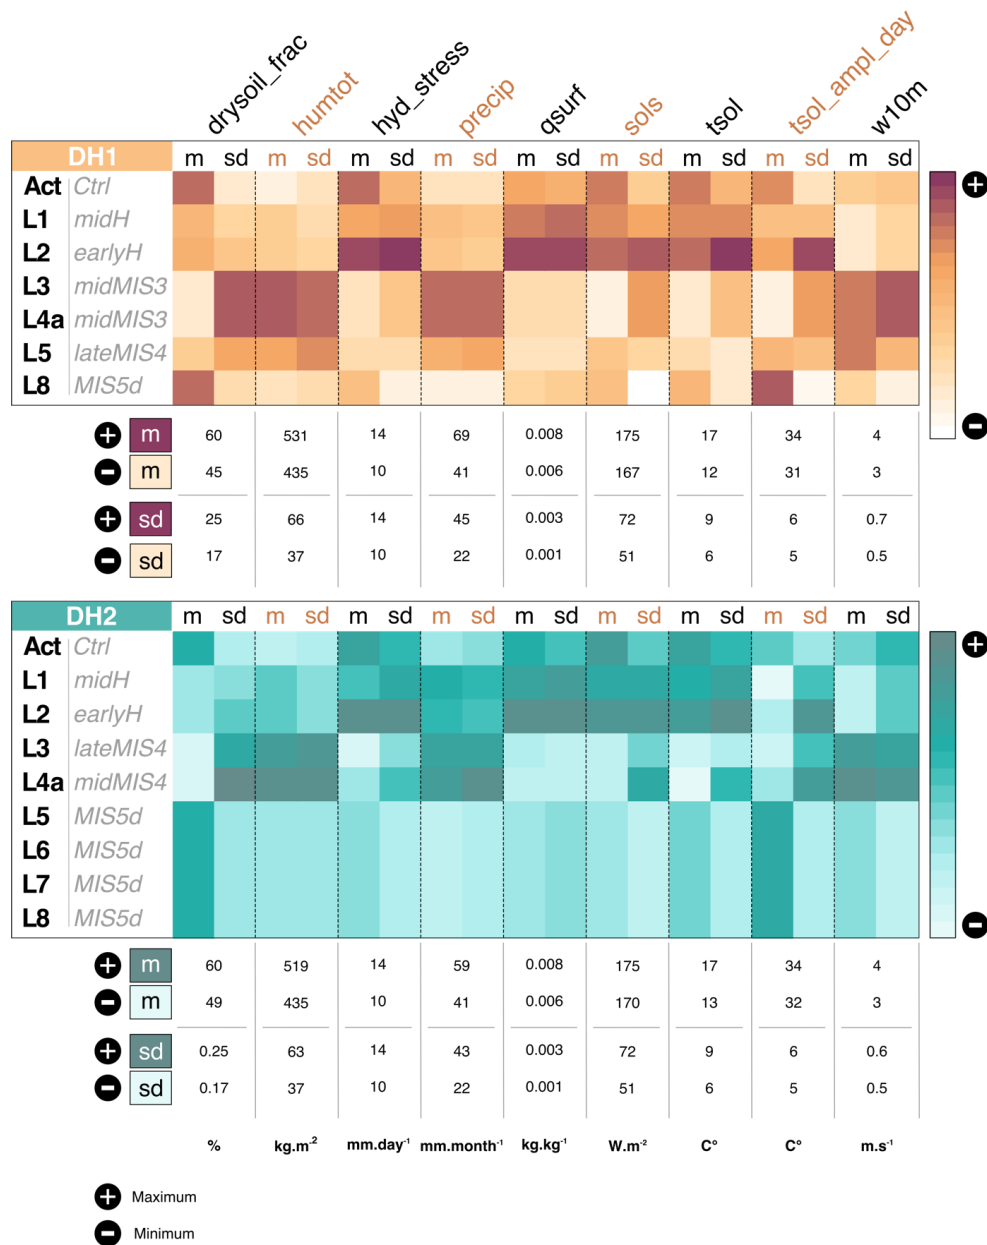 drysoil_frac humtot hyd_stress precip qsurf sols tsol tsol_ampl_day w10m
DH1 m sd m sd m sd m sd m sd m sd m sd m sd m sd
Act Ctrl
L1 midH
L2 earlyH
L3 midMIS3
L4a midMIS3
L5 lateMIS4
L8 MIS5d
+
-
+ m 60 531 14 69 0.008 175 17 34 4
- m 45 435 10 41 0.006 167 12 31 3
+ sd 25 66 14 45 0.003 72 9 6 0.7
- sd 17 37 10 22 0.001 51 6 5 0.5
DH2 m sd m sd m sd m sd m sd m sd m sd m sd m sd
Act Ctrl
L1 midH
L2 earlyH
L3 lateMIS4
L4a midMIS4
L5 MIS5d
L6 MIS5d
L7 MIS5d
L8 MIS5d
+
-
+ m 60 519 14 59 0.008 175 17 34 4
- m 49 435 10 41 0.006 170 13 32 3
+ sd 0.25 63 14 43 0.003 72 9 6 0.6
- sd 0.17 37 10 22 0.001 51 6 5 0.5
% kg.m⁻² mm.day⁻¹ mm.month⁻¹ kg.kg⁻¹ W.m⁻² C° C° m.s⁻¹
+ Maximum
- Minimum